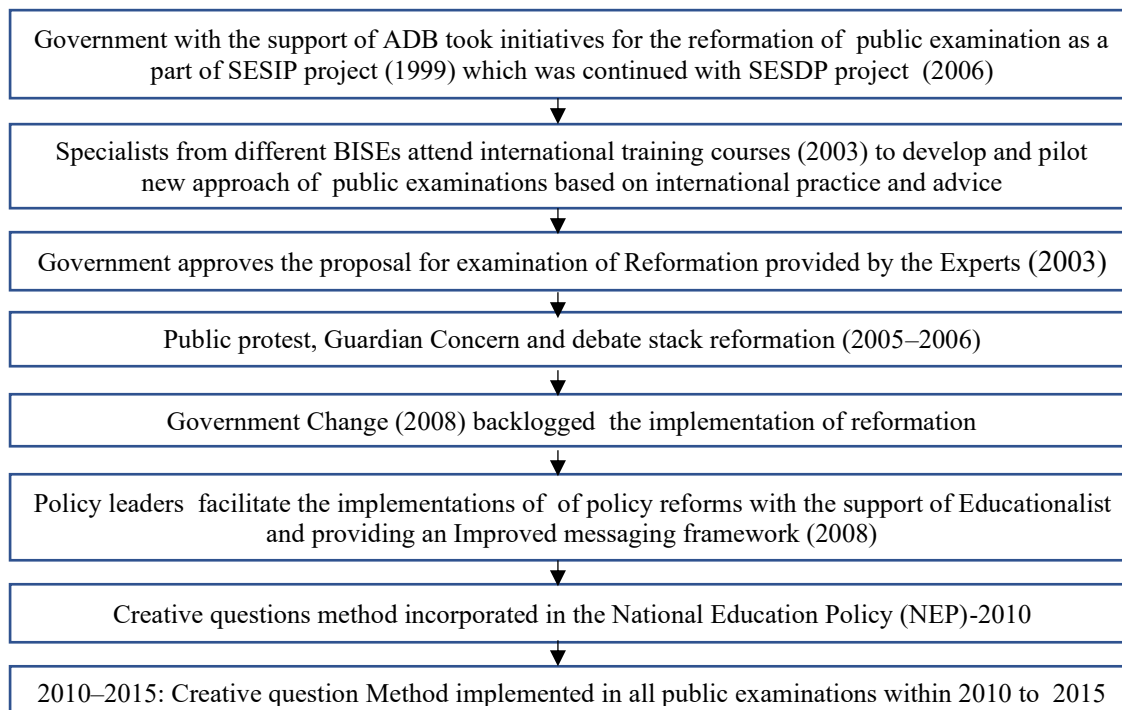 Government with the support of ADB took initiatives for the reformation of public examination as a
part of SESIP project (1999) which was continued with SESDP project (2006)
Specialists from different BISEs attend international training courses (2003) to develop and pilot
new approach of public examinations based on international practice and advice
Government approves the proposal for examination of Reformation provided by the Experts (2003)
Public protest, Guardian Concern and debate stack reformation (2005–2006)
Government Change (2008) backlogged the implementation of reformation
Policy leaders facilitate the implementations of of policy reforms with the support of Educationalist
and providing an Improved messaging framework (2008)
Creative questions method incorporated in the National Education Policy (NEP)-2010
2010–2015: Creative question Method implemented in all public examinations within 2010 to 2015